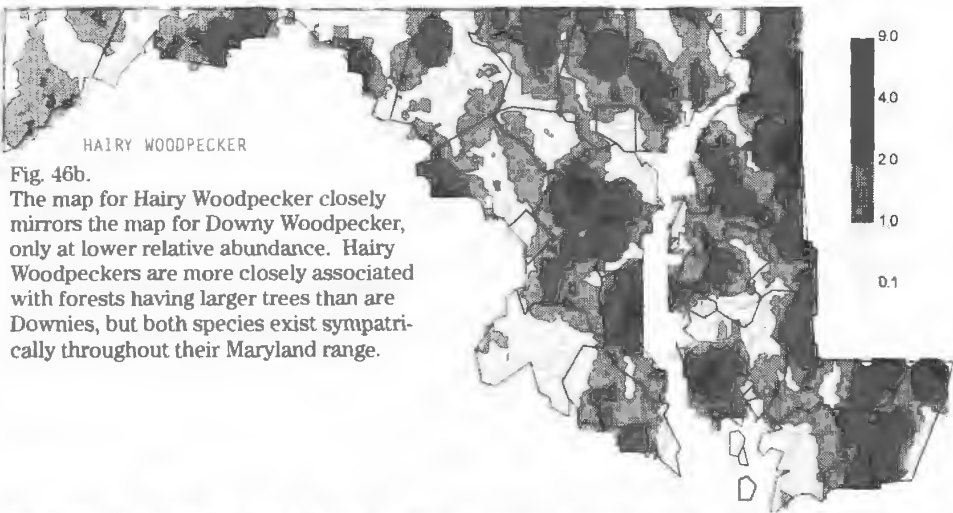 HAIRY WOODPECKER
Fig. 46b.
The map for Hairy Woodpecker closely
mirrors the map for Downy Woodpecker,
only at lower relative abundance. Hairy
Woodpeckers are more closely associated
with forests having larger trees than are
Downies, but both species exist sympatri-
cally throughout their Maryland range.
9.0
4.0
2.0
1.0
0.1